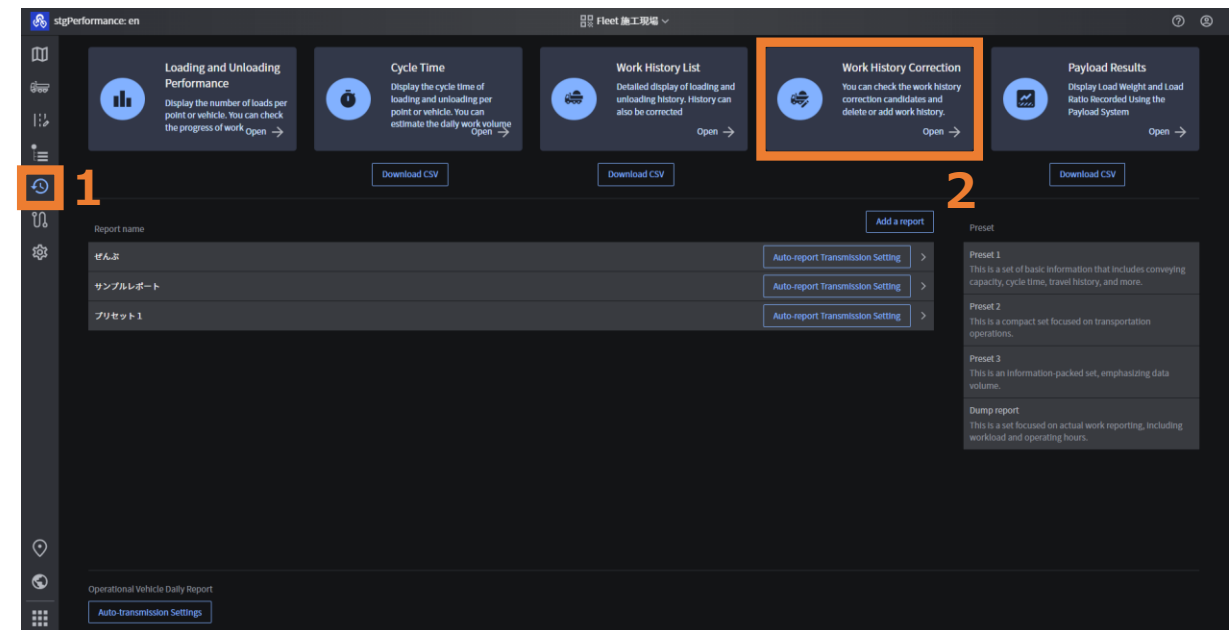 stgPerformance: en
Fleet 施工現場
Loading and Unloading
Performance
Display the number of loads per
point or vehicle. You can check
the progress of work
Open →
Cycle Time
Display the cycle time of
loading and unloading per
point or vehicle. You can
estimate the daily work volume
Open →
Work History List
Detailed display of loading and
unloading history. History can
also be corrected
Open →
Work History Correction
You can check the work history
correction candidates and
delete or add work history.
Open →
Payload Results
Display Load Weight and Load
Ratio Recorded Using the
Payload System
Open →
1
2
Download CSV
Download CSV
Download CSV
Report name
Add a report
ぜんぶ
Auto-report Transmission Setting
サンプルレポート
Auto-report Transmission Setting
プリセット1
Auto-report Transmission Setting
Preset
Preset 1
This is a set of basic information that includes conveying
capacity, cycle time, travel history, and more.
Preset 2
This is a compact set focused on transportation
operations.
Preset 3
This is an information-packed set, emphasizing data
volume.
Dump report
This is a set focused on actual work reporting, including
workload and operating hours.
Operational Vehicle Daily Report
Auto-transmission Settings